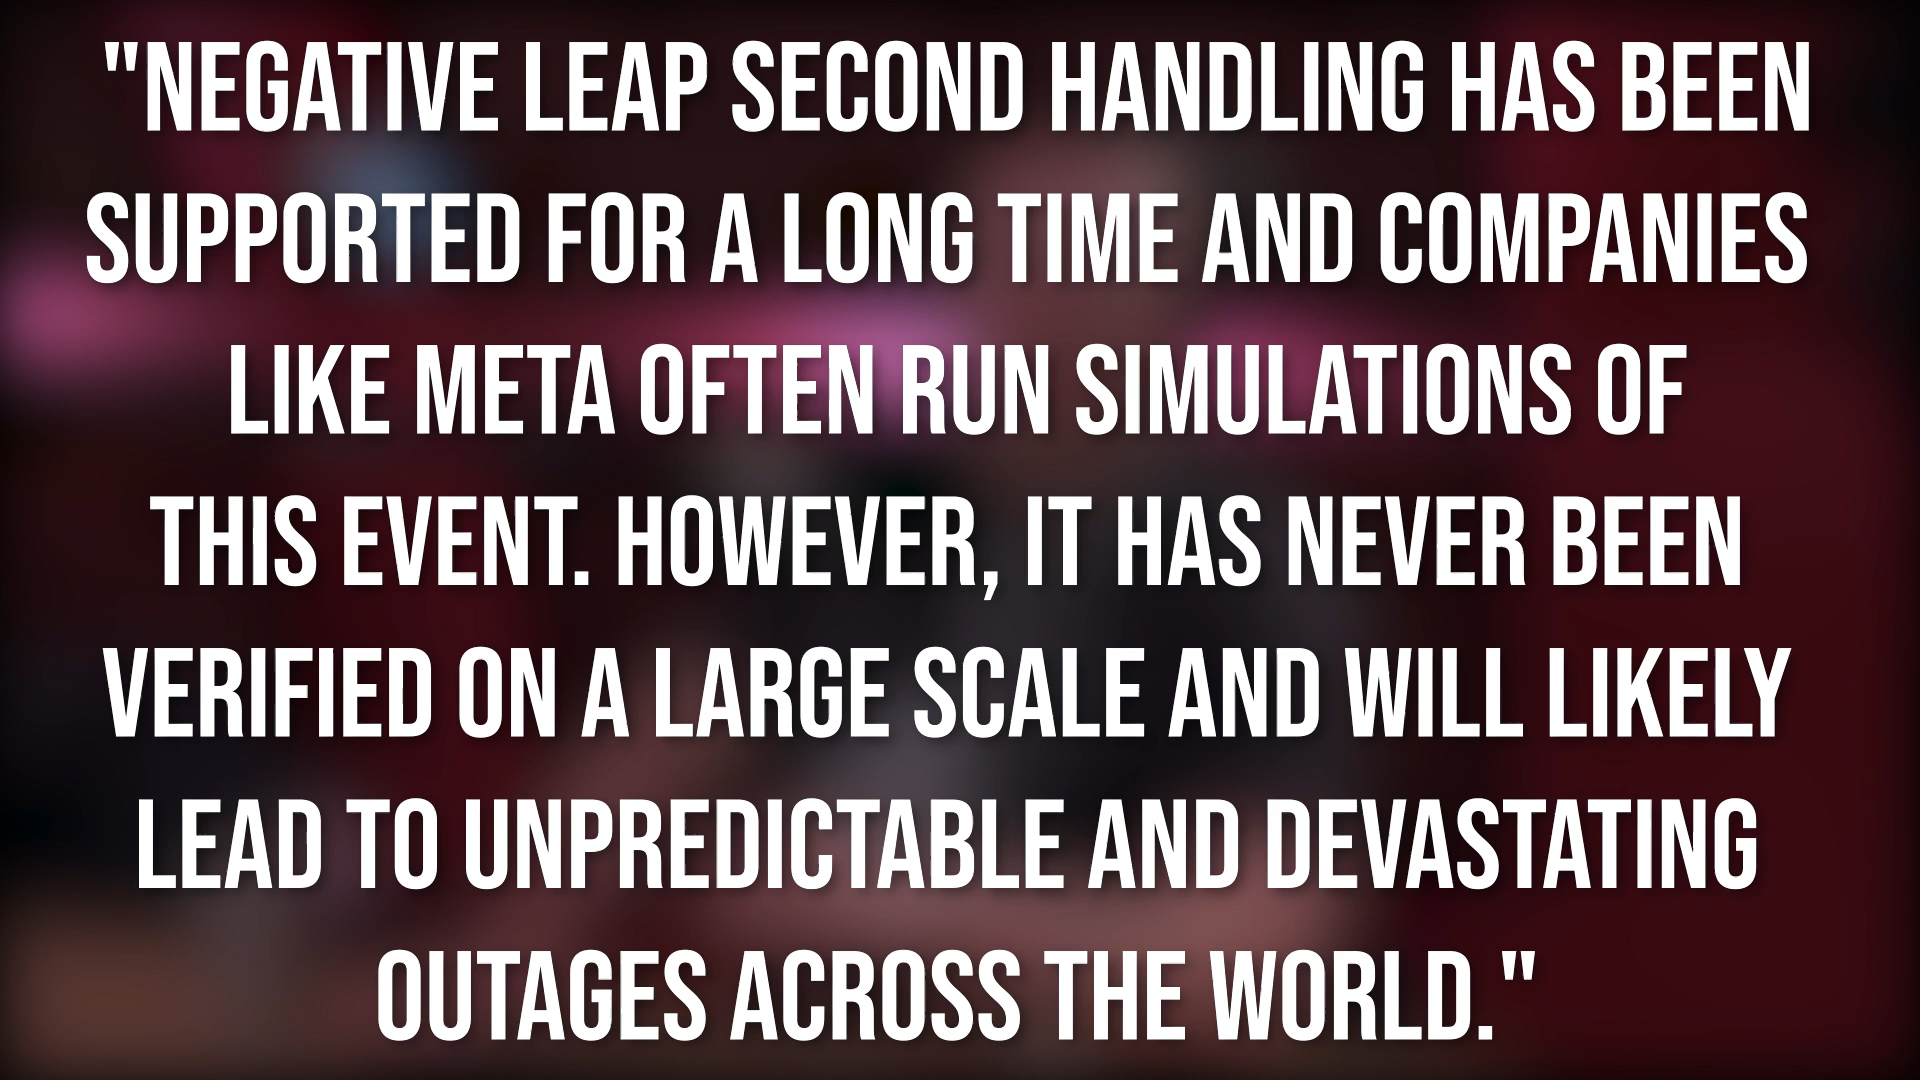 "NEGATIVE LEAP SECOND HANDLING HAS BEEN
SUPPORTED FOR A LONG TIME AND COMPANIES
LIKE META OFTEN RUN SIMULATIONS OF
THIS EVENT. HOWEVER, IT HAS NEVER BEEN
VERIFIED ON A LARGE SCALE AND WILL LIKELY
LEAD TO UNPREDICTABLE AND DEVASTATING
OUTAGES ACROSS THE WORLD."